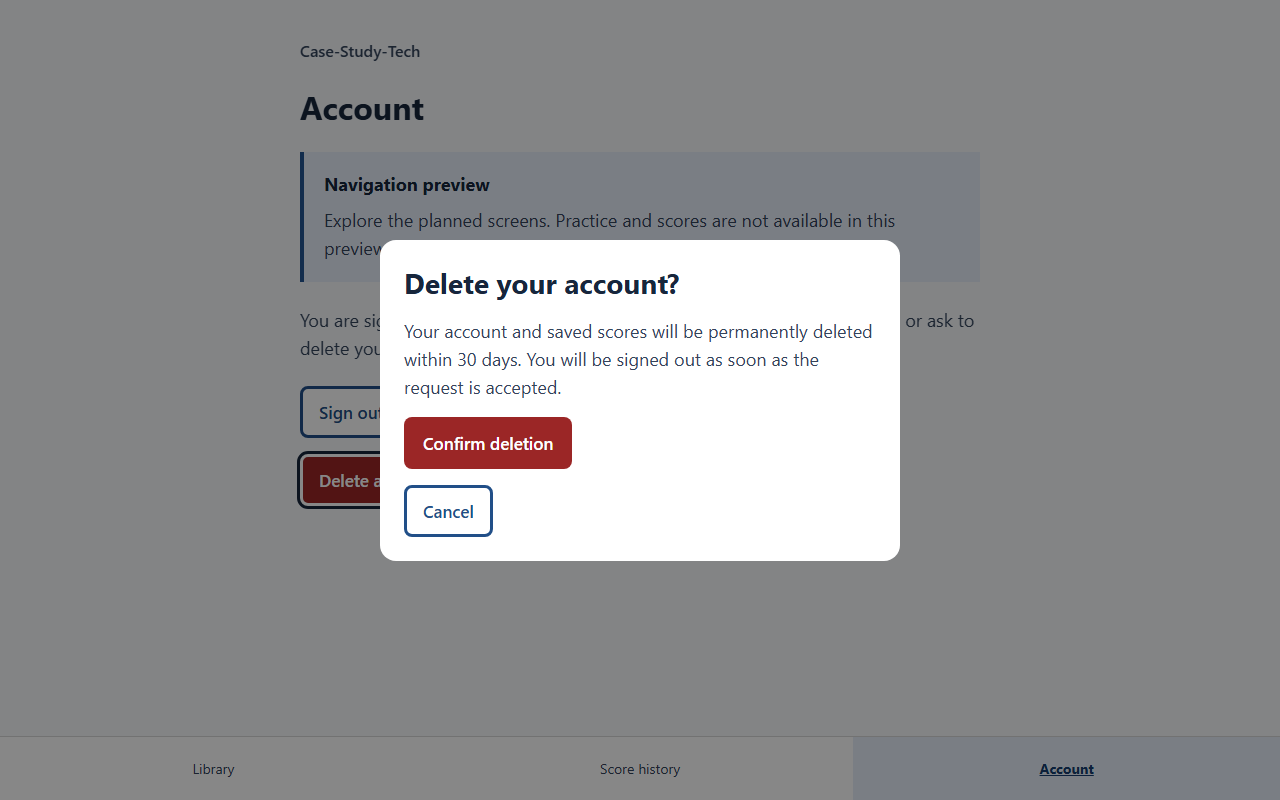 Case-Study-Tech
Account
Navigation preview
Explore the planned screens. Practice and scores are not available in this
preview
Delete your account?
You are sig
Your account and saved scores will be permanently deleted
or ask to
delete you
within 30 days. You will be signed out as soon as the
request is accepted.
Sign out
Confirm deletion
Delete a
Cancel
Library
Score history
Account